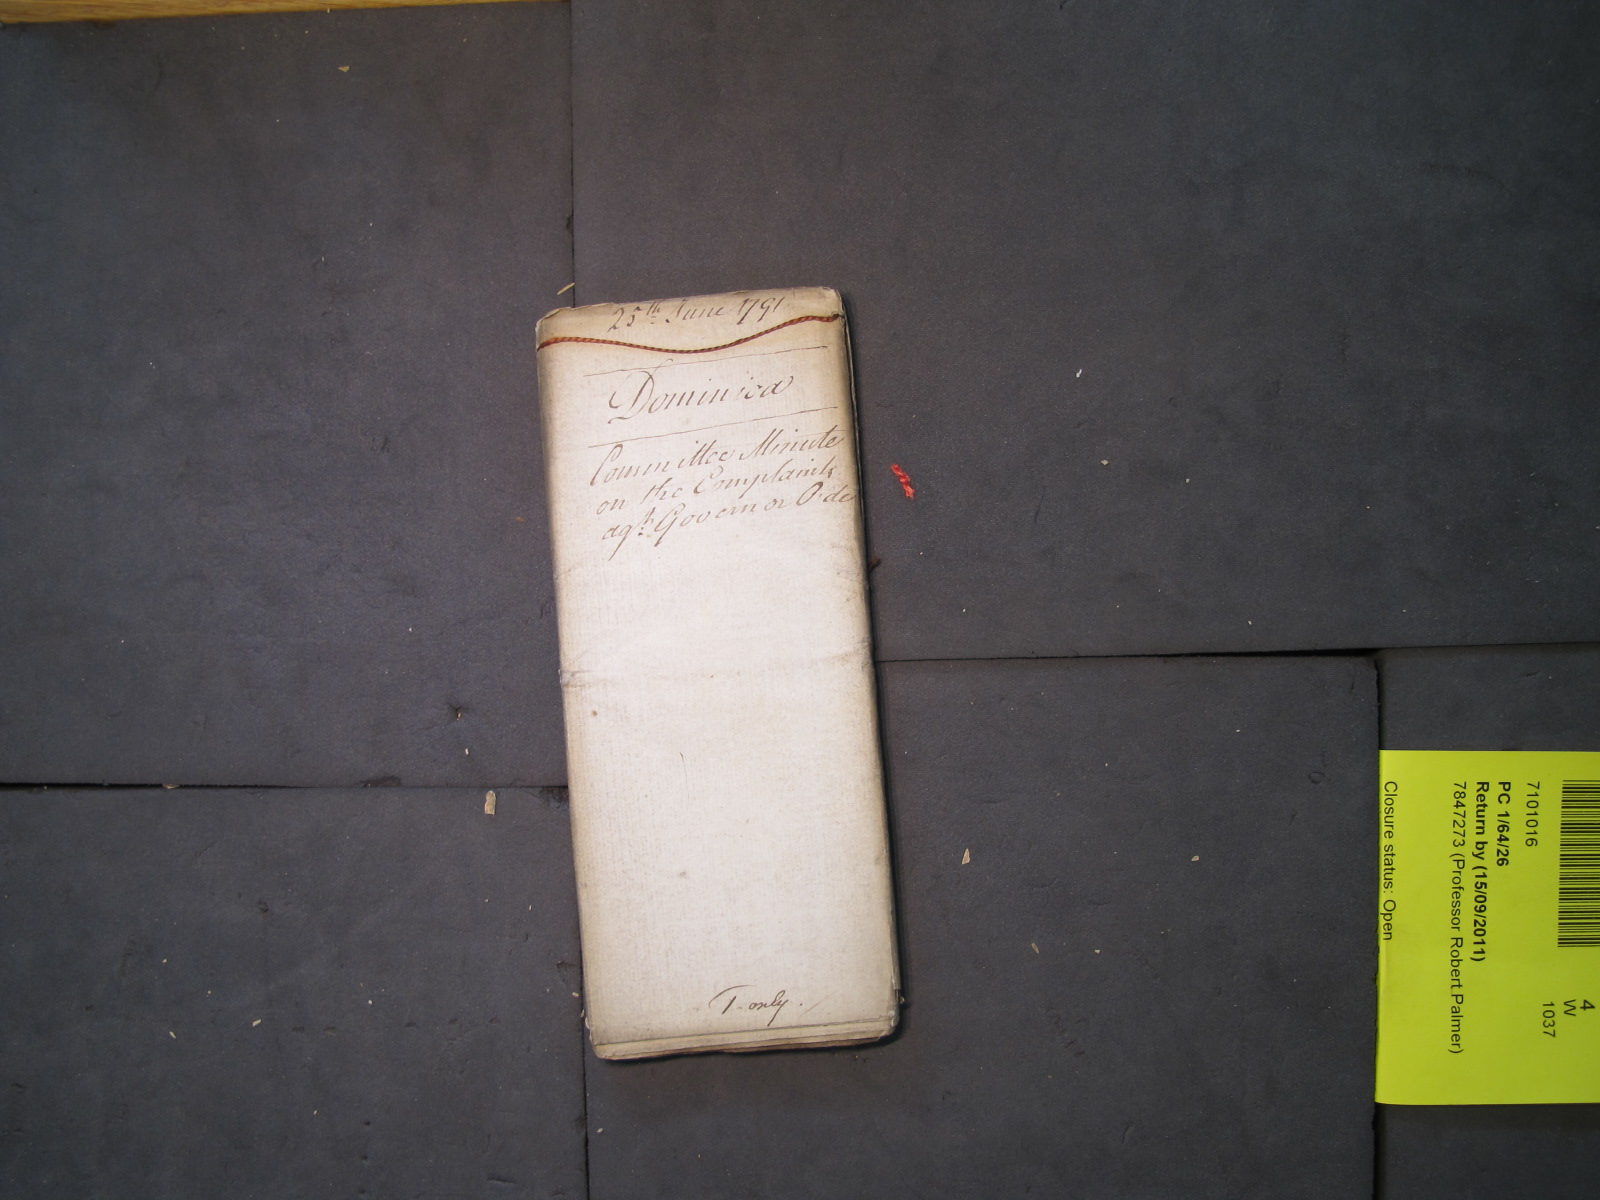 25th June 1791
Dominica
Committee Minute
on the Complaints
agst Governor Orde
T- only.
4
W
1037
7101016
PC 1/64/26
Return by (15/09/2011)
7847273 (Professor Robert Palmer)
Closure status: Open